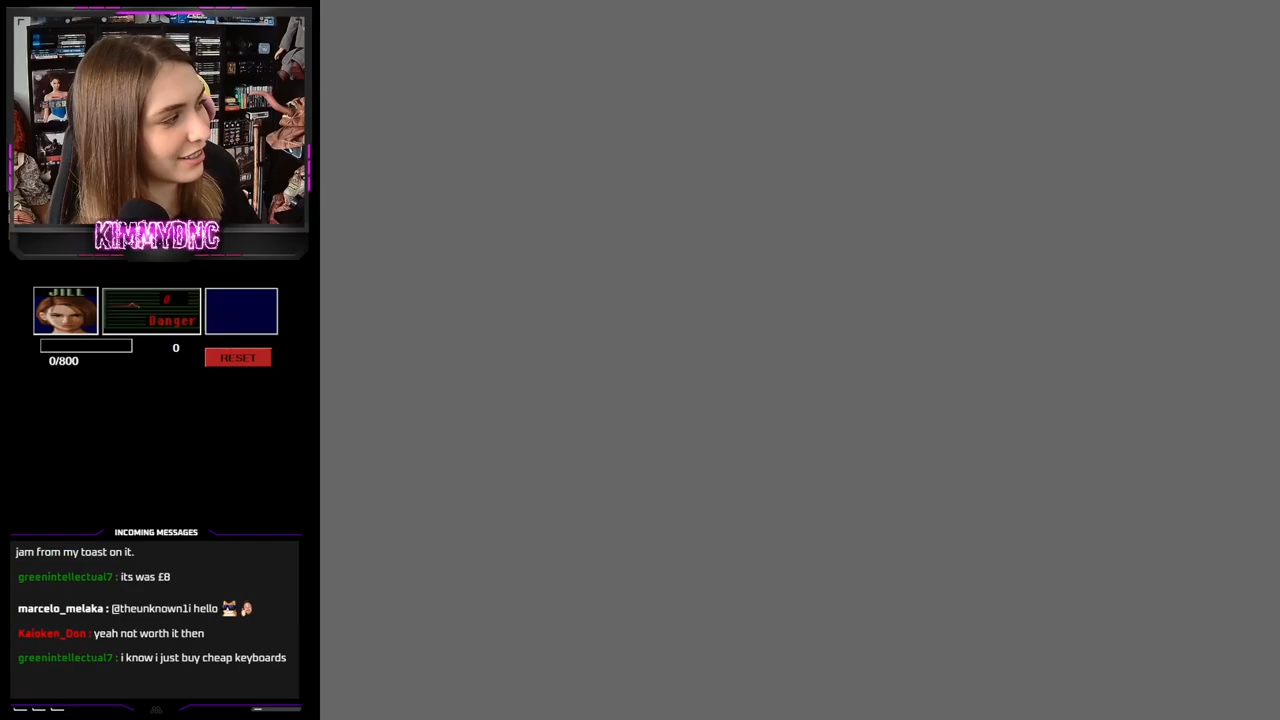 KIMMYDNC
JILL
Danger
0
0/800
RESET
INCOMING MESSAGES
jam from my toast on it.
greenintellectual7 : its was £8
marcelo_melaka : @theunknown1i hello
Kaioken_Don : yeah not worth it then
greenintellectual7 : i know i just buy cheap keyboards